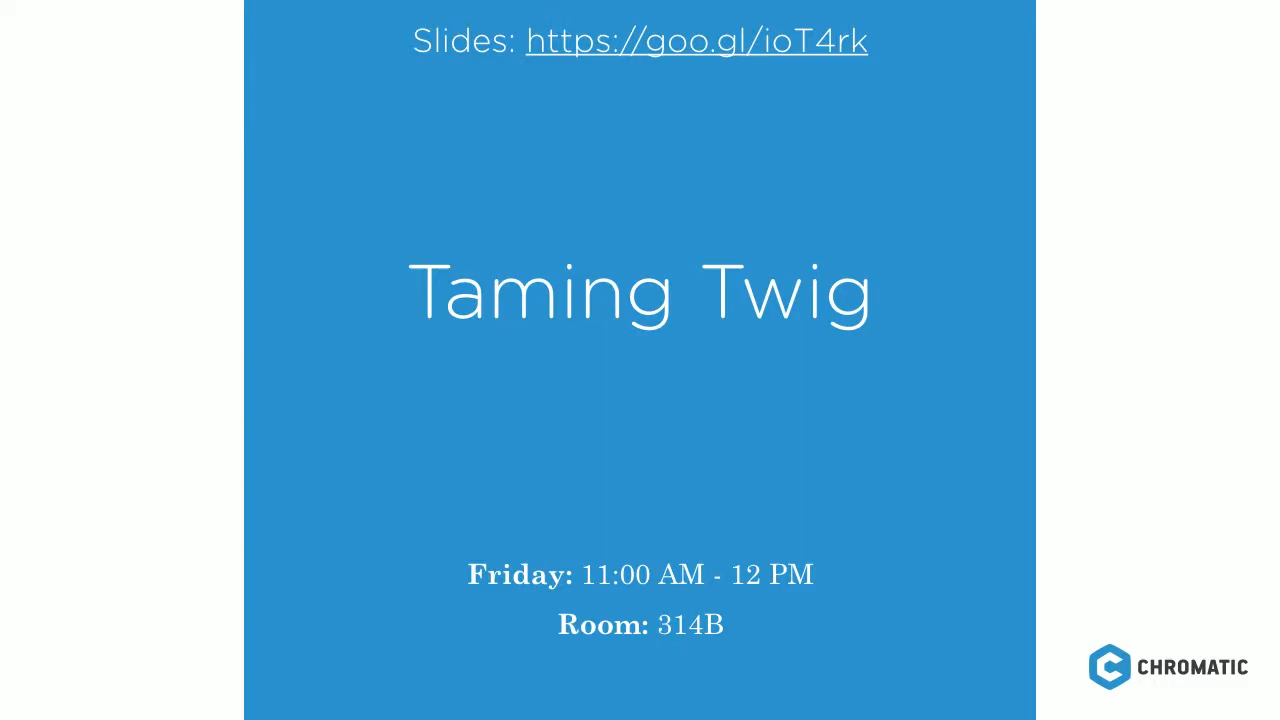 Slides: https://goo.gl/ioT4rk
Taming Twig
Friday: 11:00 AM - 12 PM
Room: 314B
CHROMATIC